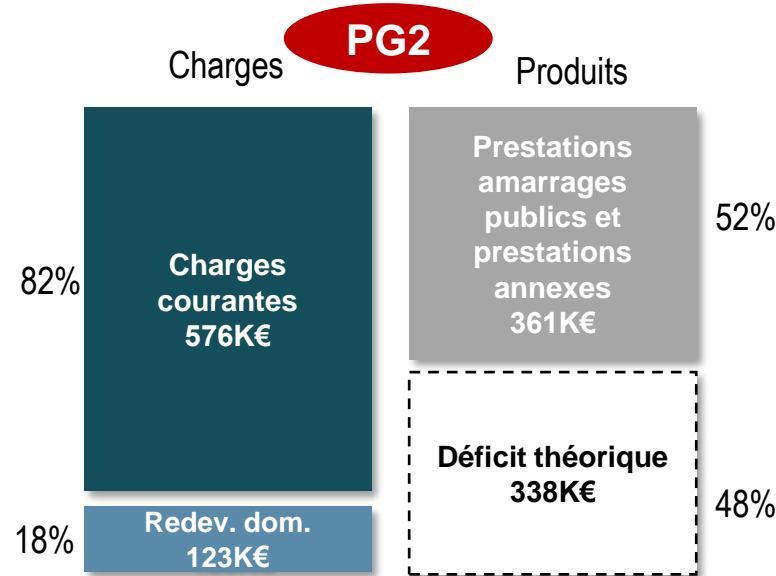 PG2
Charges
Produits
82%
Charges
courantes
576K€
18%
Redev. dom.
123K€
Prestations
amarrages
publics et
prestations
annexes
361K€
52%
Déficit théorique
338K€
48%